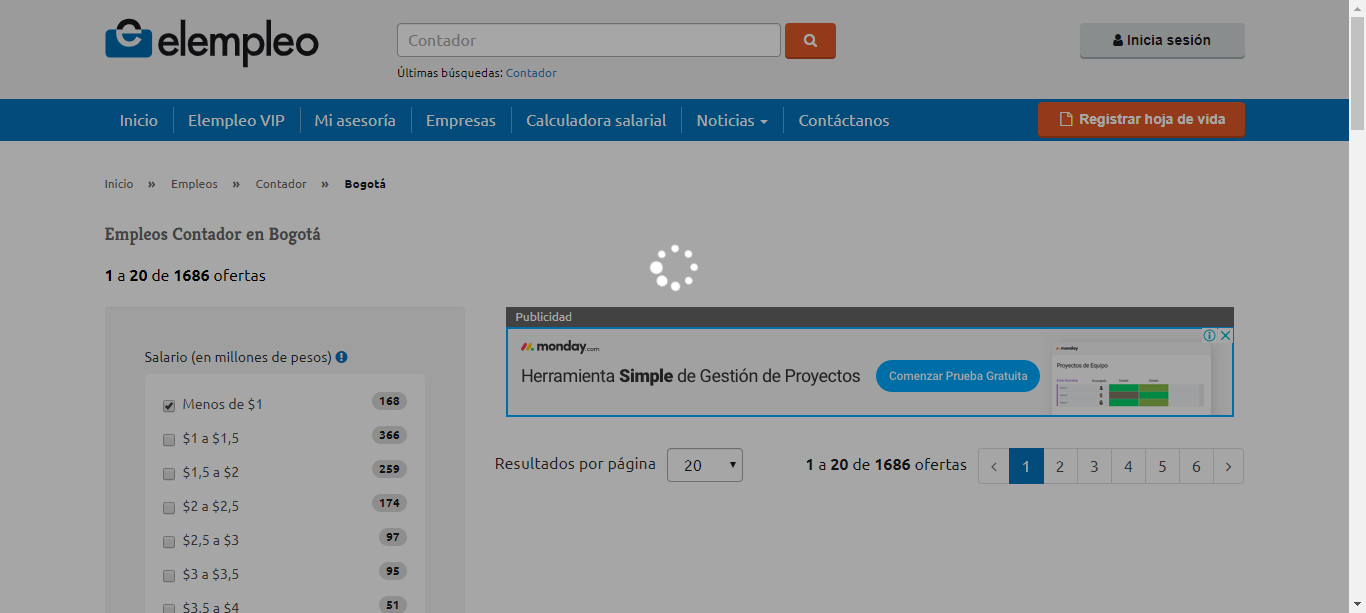 elempleo
Contador
Inicia sesión
Últimas búsquedas: Contador
Inicio
Elempleo VIP
Mi asesoría
Empresas
Calculadora salarial
Noticias
Contáctanos
Registrar hoja de vida
Inicio » Empleos » Contador » Bogotá
Empleos Contador en Bogotá
1 a 20 de 1686 ofertas
Salario (en millones de pesos)
Menos de $1 168
$1 a $1,5 366
$1,5 a $2 259
$2 a $2,5 174
$2,5 a $3 97
$3 a $3,5 95
$3,5 a $4 51
Publicidad
monday.com
Herramienta Simple de Gestión de Proyectos
Comenzar Prueba Gratuita
monday
Proyectos de Equipo
Resultados por página 20
1 a 20 de 1686 ofertas
‹ 1 2 3 4 5 6 ›